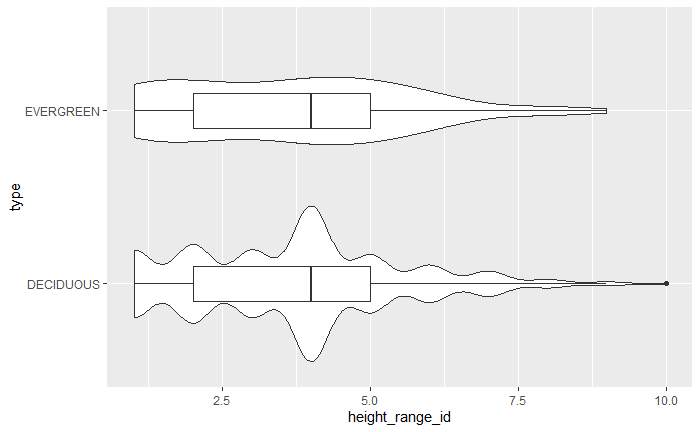 EVERGREEN
type
DECIDUOUS
2.5 5.0 7.5 10.0
height_range_id